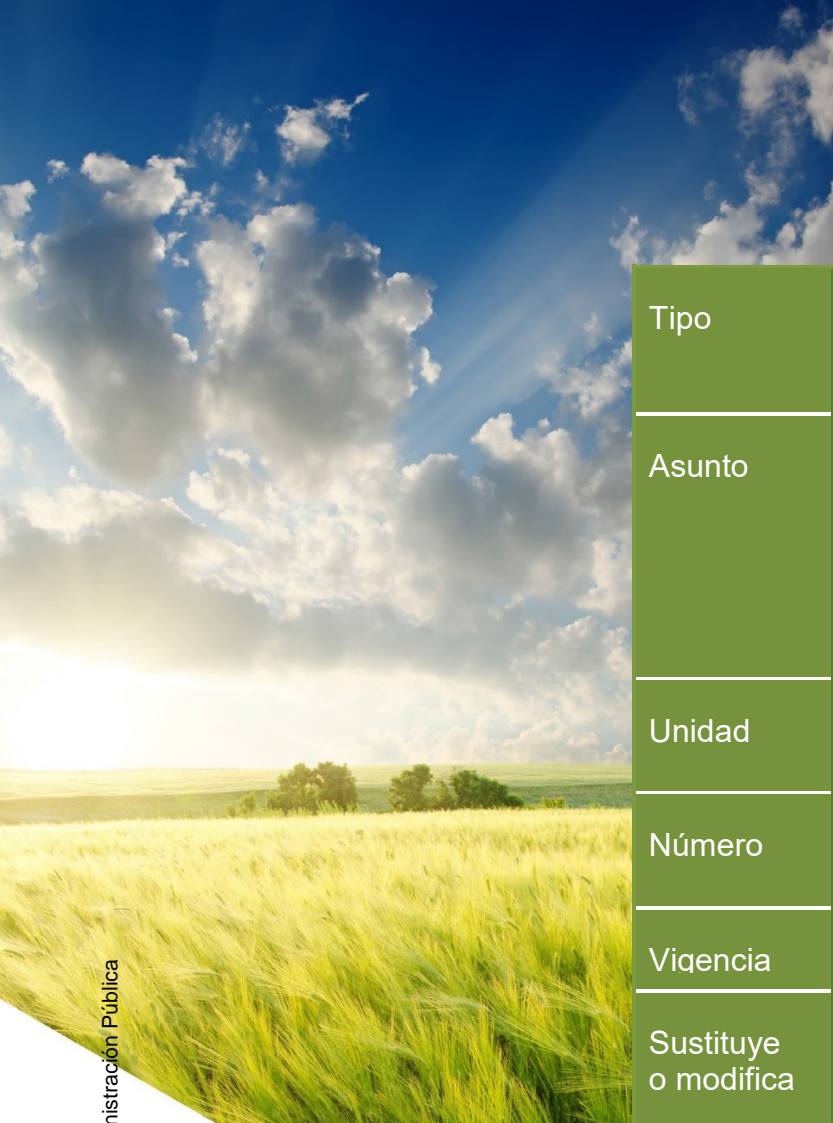 Tipo
Asunto
Unidad
Número
Vigencia
Sustituye
o modifica
nistración Pública